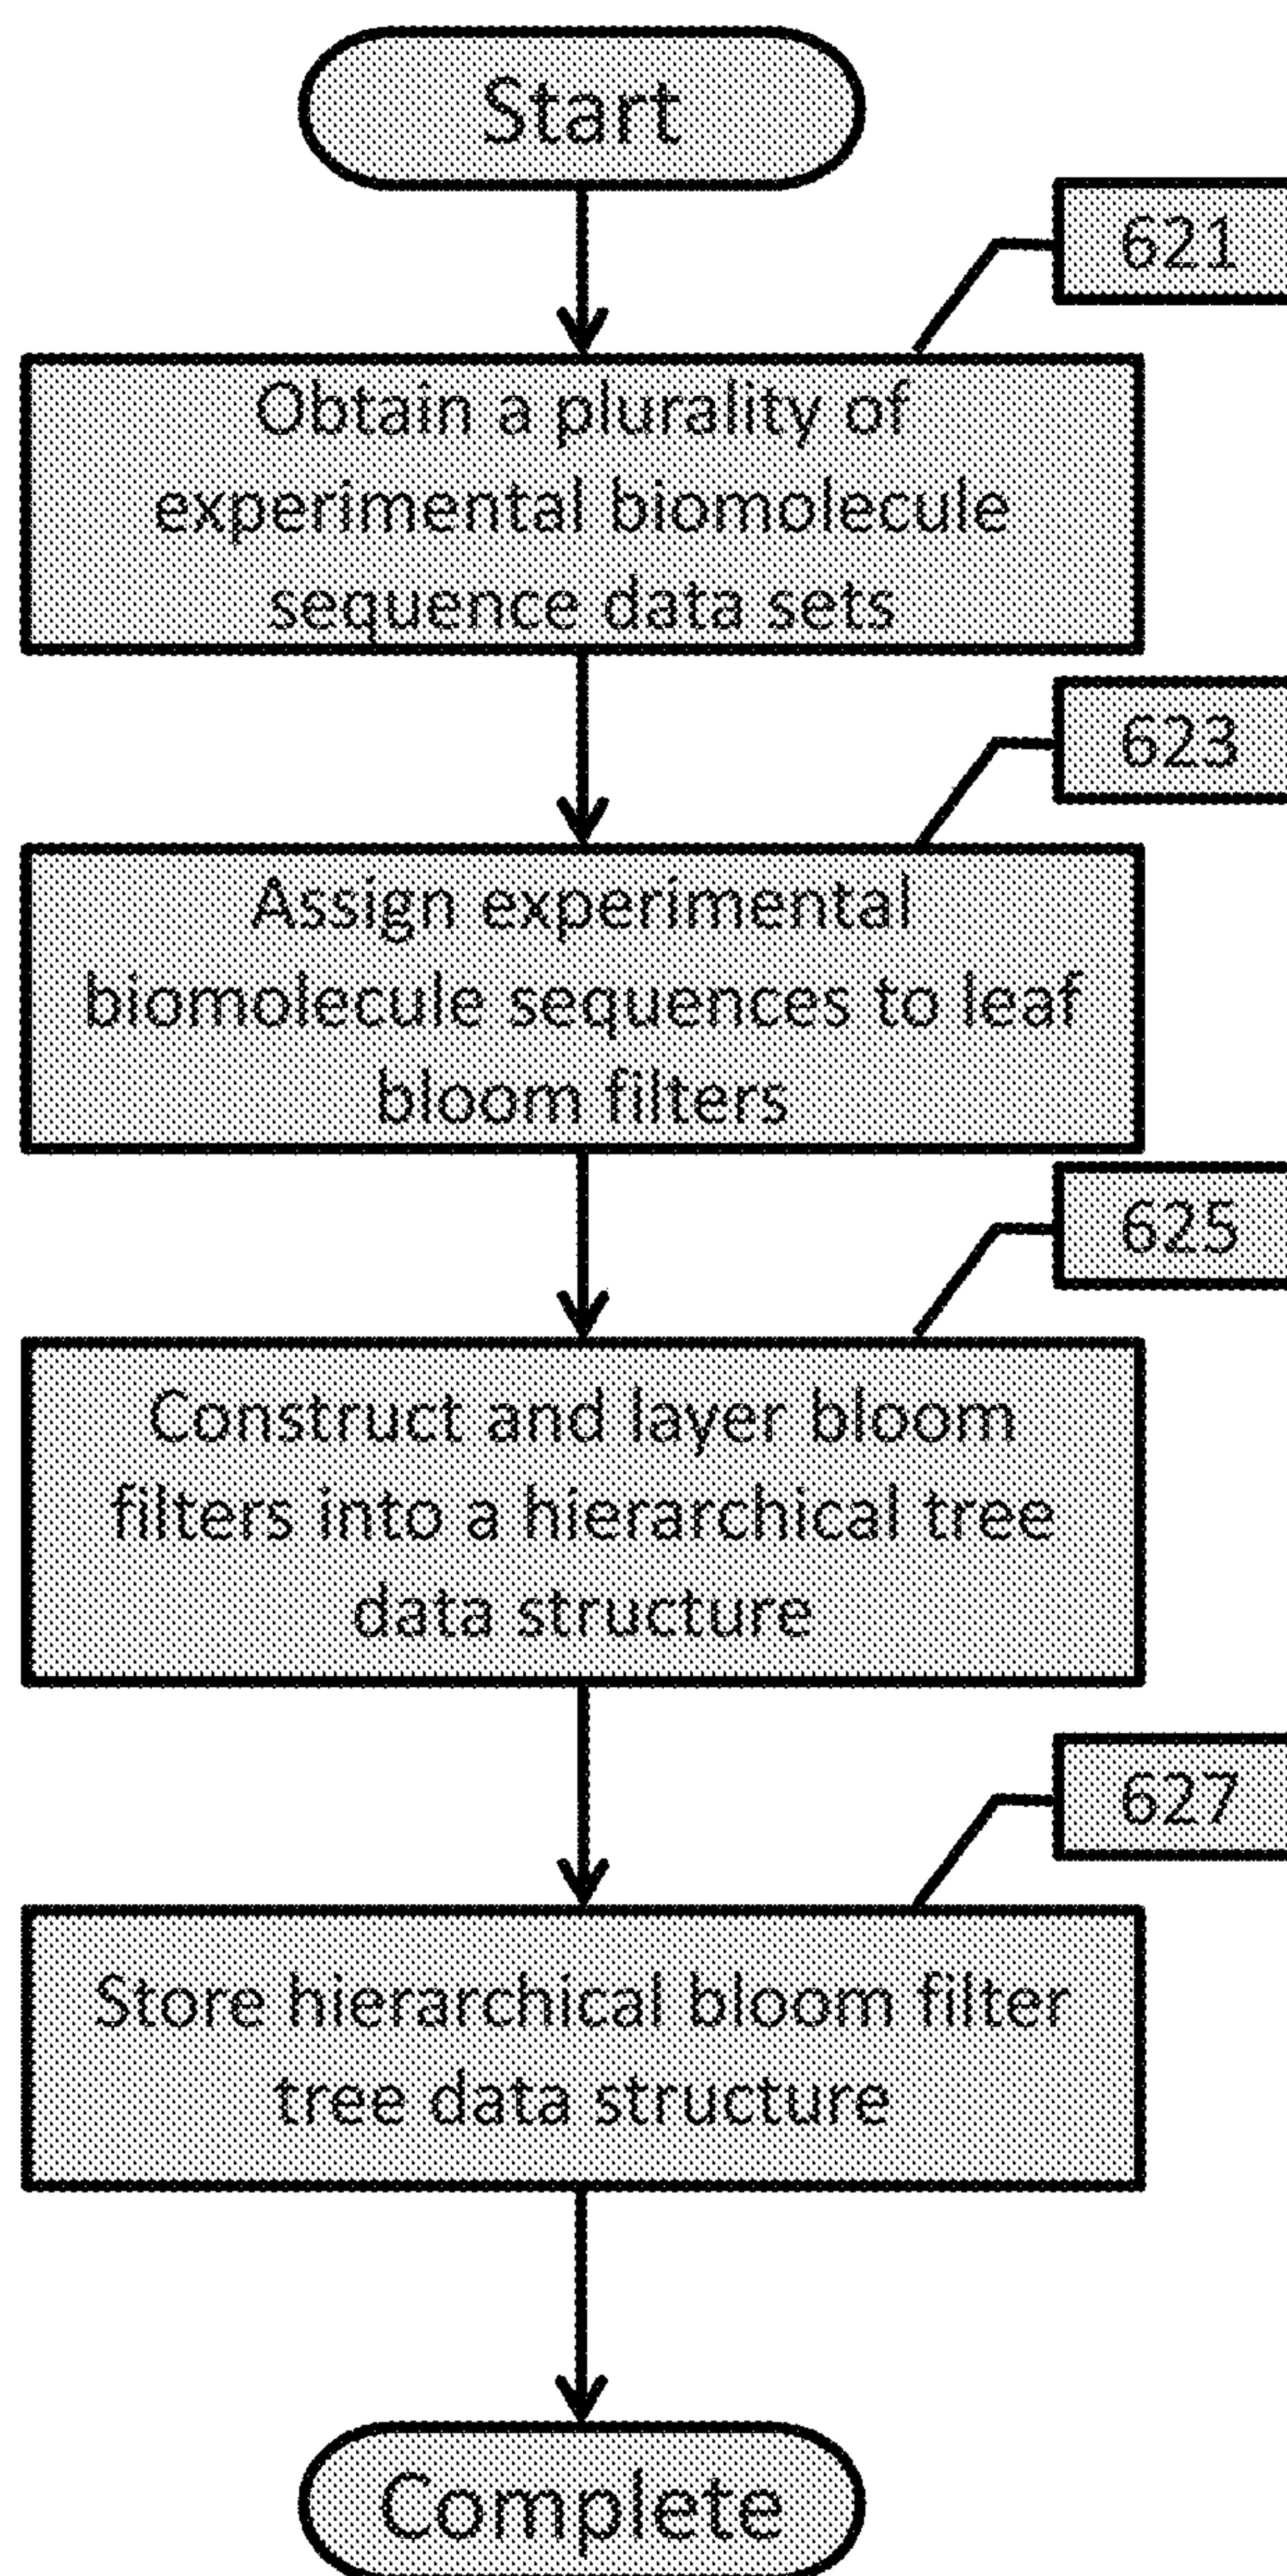 Start
621
Obtain a plurality of
experimental biomolecule
sequence data sets
623
Assign experimental
biomolecule sequences to leaf
bloom filters
625
Construct and layer bloom
filters into a hierarchical tree
data structure
627
Store hierarchical bloom filter
tree data structure
Complete